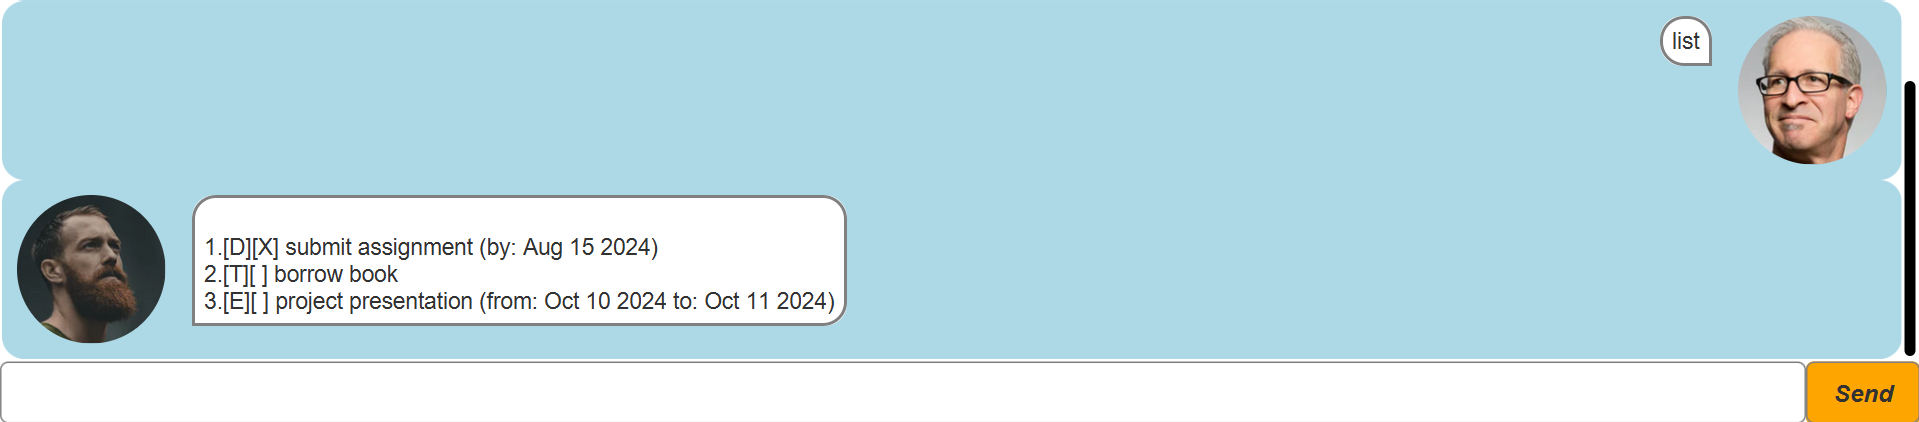 list
1.[D][X] submit assignment (by: Aug 15 2024)
2.[T][ ] borrow book
3.[E][ ] project presentation (from: Oct 10 2024 to: Oct 11 2024)
Send